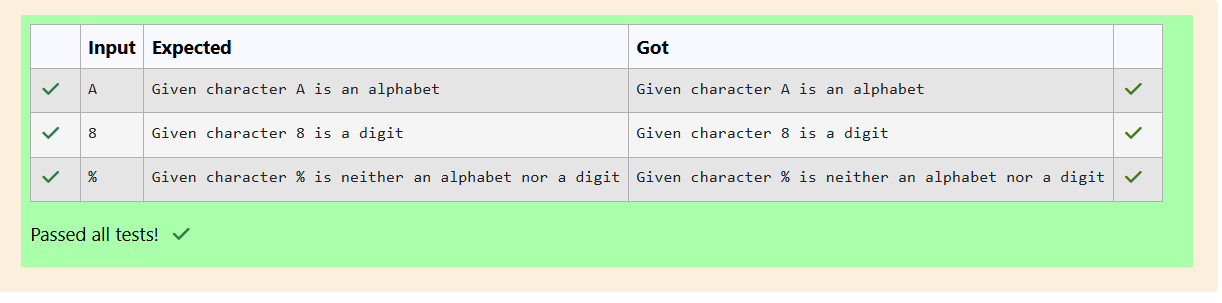 Input Expected Got
A Given character A is an alphabet Given character A is an alphabet
8 Given character 8 is a digit Given character 8 is a digit
% Given character % is neither an alphabet nor a digit Given character % is neither an alphabet nor a digit
Passed all tests!